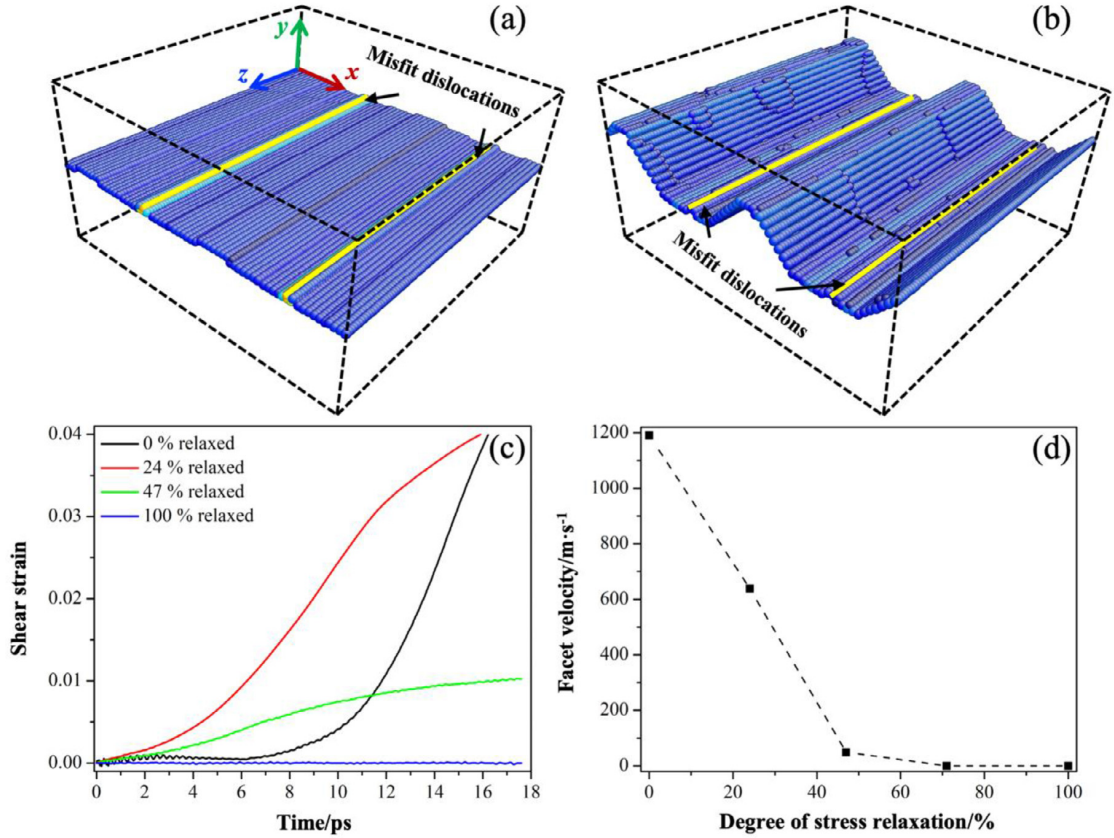 (a)
y
z
x
Misfit dislocations
(b)
Misfit dislocations
(c)
0.04
0.03
0.02
0.01
0.00
Shear strain
0 % relaxed
24 % relaxed
47 % relaxed
100 % relaxed
0 2 4 6 8 10 12 14 16 18
Time/ps
(d)
1200
1000
800
600
400
200
0
Facet velocity/m·s⁻¹
0 20 40 60 80 100
Degree of stress relaxation/%